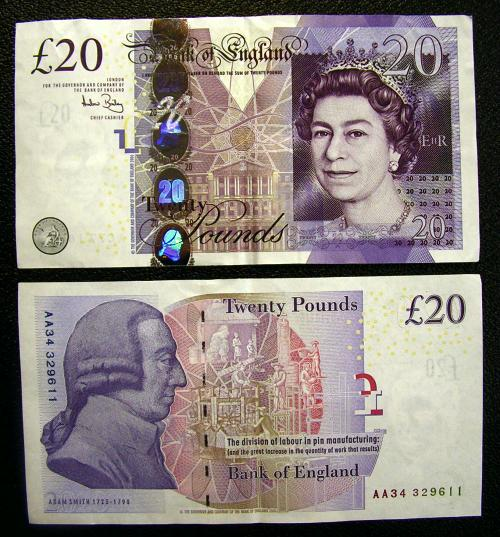 £20
Bank of England
LONDON
FOR THE GOVERNOR AND COMPANY OF
THE BANK OF ENGLAND
CHIEF CASHIER
20
20
20
EIIR
Twenty
Pounds
20
Twenty Pounds
£20
AA34 329611
The division of labour in pin manufacturing:
(and the great increase in the quantity of work that results)
Bank of England
ADAM SMITH 1723-1790
AA34 329611